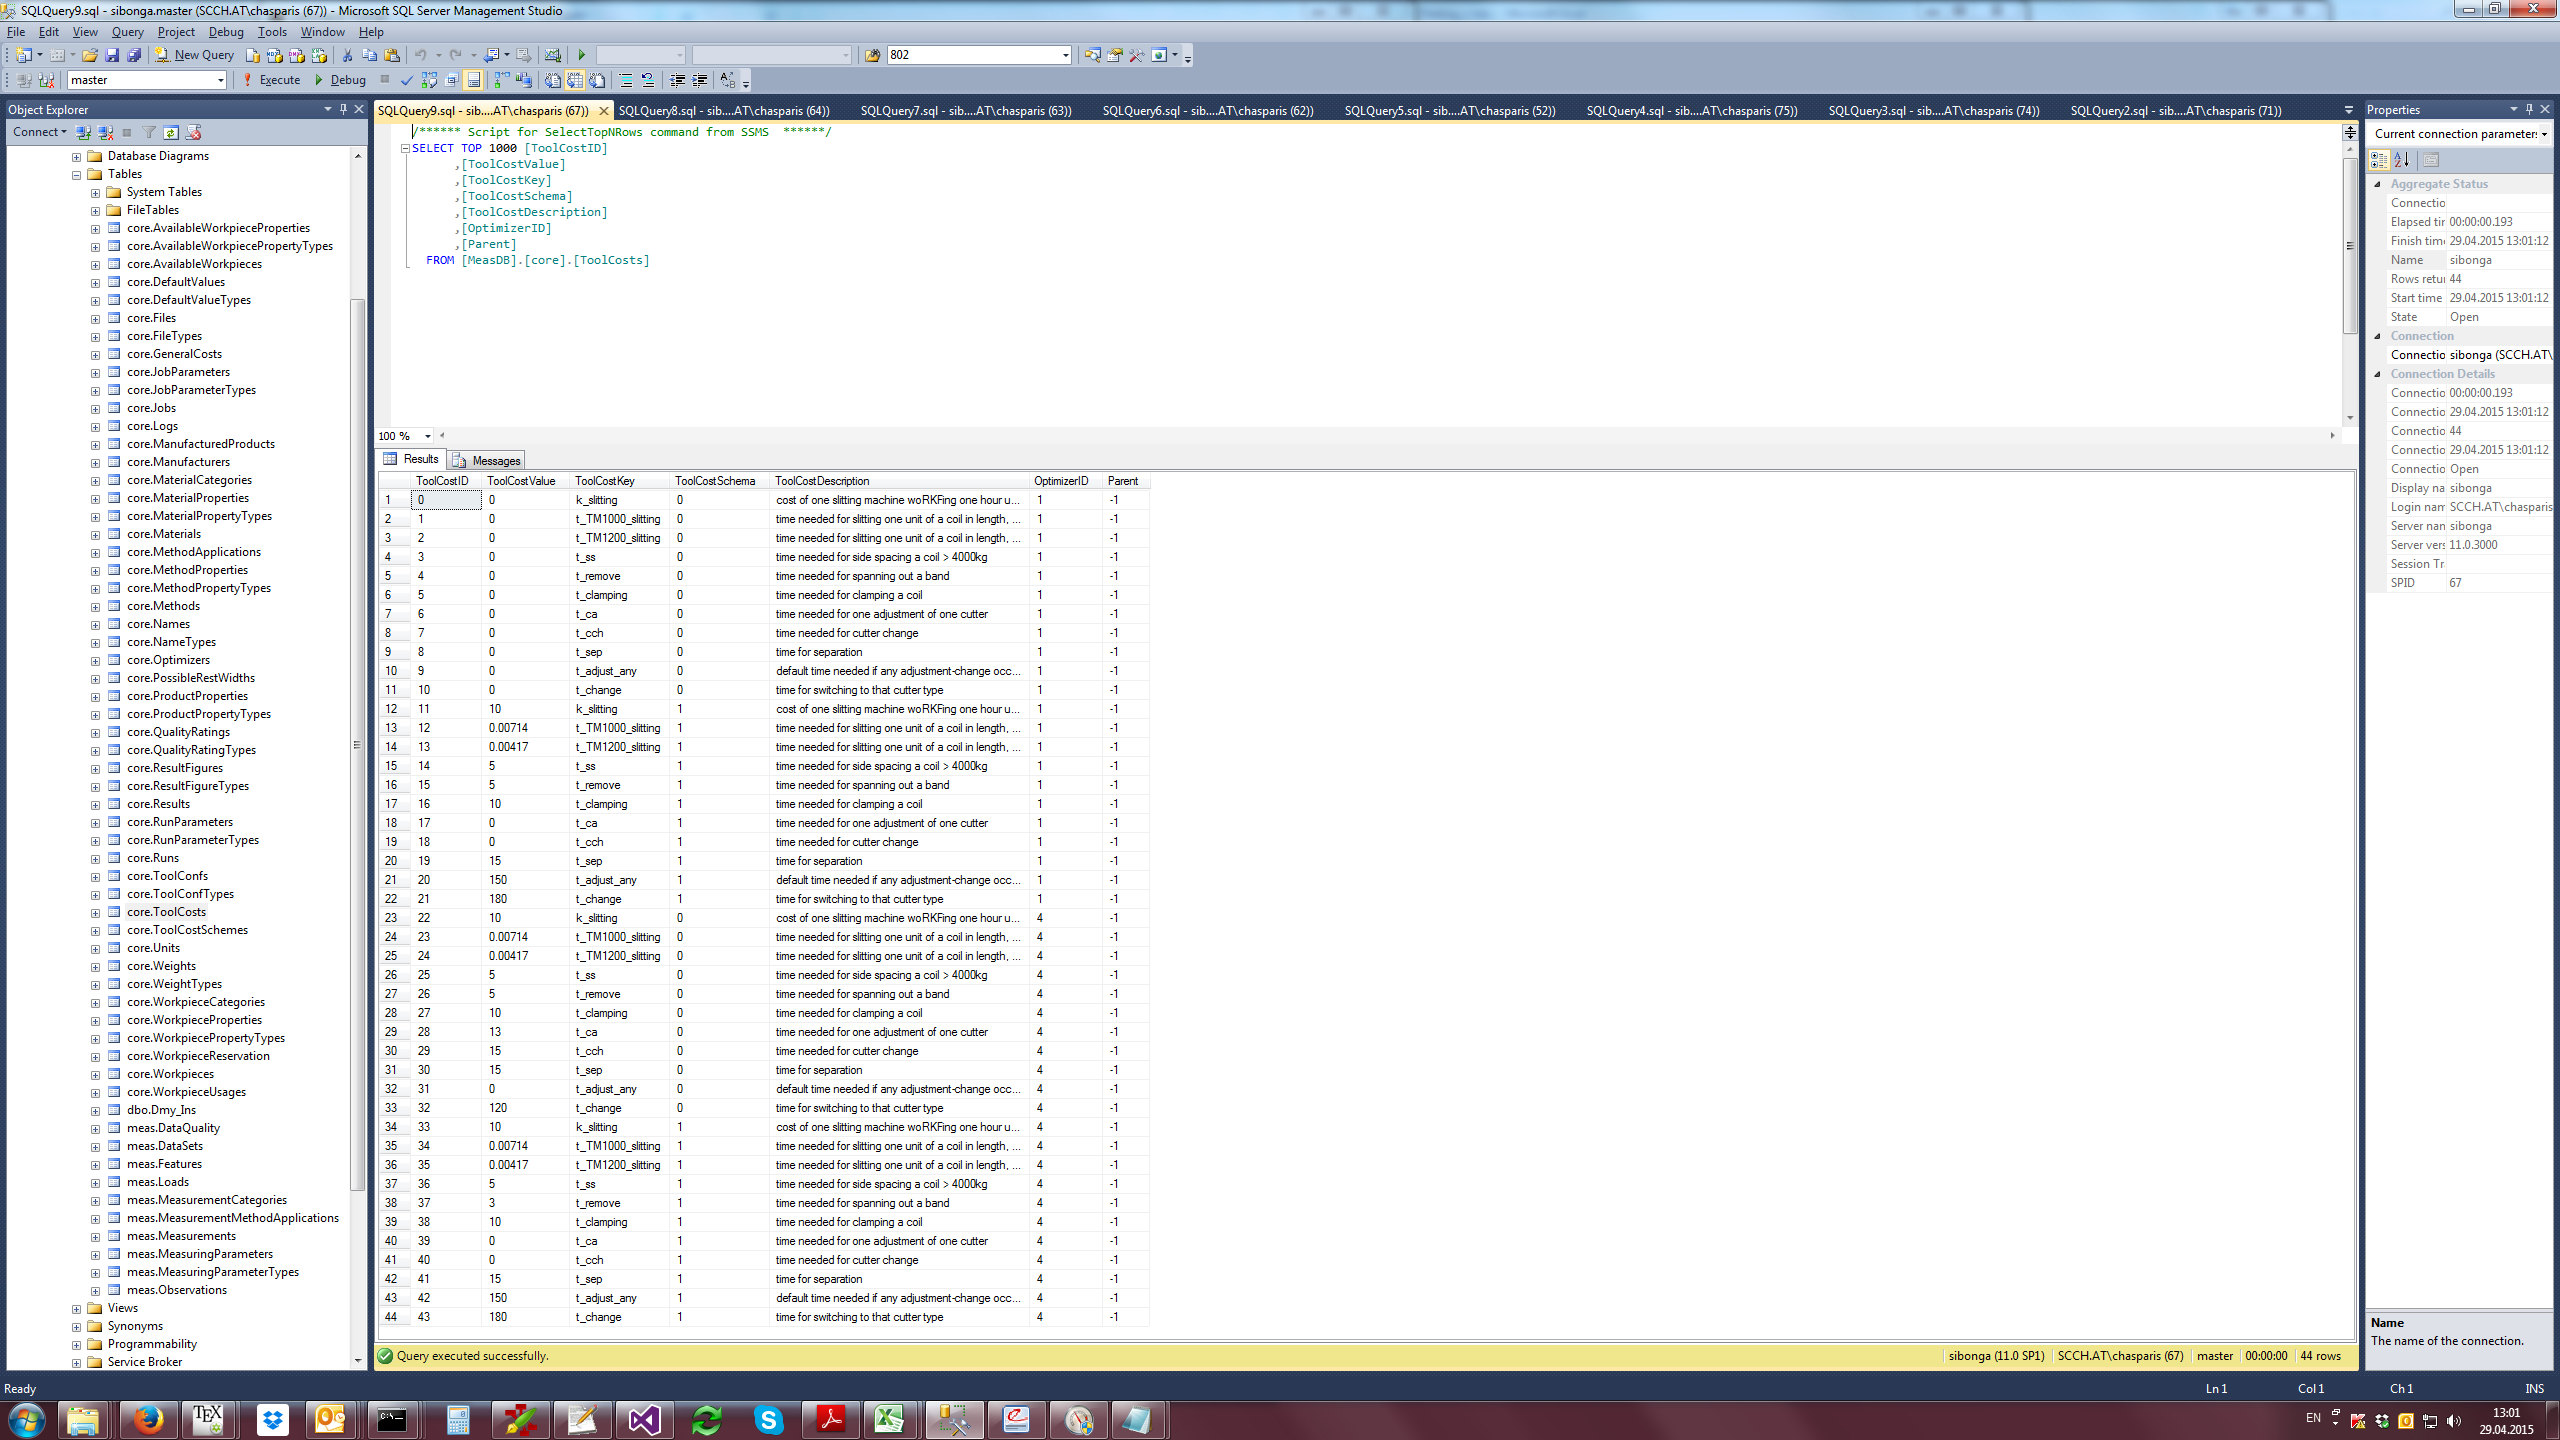 SQLQuery9.sql - sibonga.master (SCCH.AT\chasparis (67)) - Microsoft SQL Server Management Studio
File Edit View Query Project Debug Tools Window Help
New Query 802
master Execute Debug
Object Explorer
Connect
Database Diagrams
Tables
System Tables
FileTables
core.AvailableWorkpieceProperties
core.AvailableWorkpiecePropertyTypes
core.AvailableWorkpieces
core.DefaultValues
core.DefaultValueTypes
core.Files
core.FileTypes
core.GeneralCosts
core.JobParameters
core.JobParameterTypes
core.Jobs
core.Logs
core.ManufacturedProducts
core.Manufacturers
core.MaterialCategories
core.MaterialProperties
core.MaterialPropertyTypes
core.Materials
core.MethodApplications
core.MethodProperties
core.MethodPropertyTypes
core.Methods
core.Names
core.NameTypes
core.Optimizers
core.PossibleRestWidths
core.ProductProperties
core.ProductPropertyTypes
core.QualityRatings
core.QualityRatingTypes
core.ResultFigures
core.ResultFigureTypes
core.Results
core.RunParameters
core.RunParameterTypes
core.Runs
core.ToolConfs
core.ToolConfTypes
core.ToolCosts
core.ToolCostSchemes
core.Units
core.Weights
core.WeightTypes
core.WorkpieceCategories
core.WorkpieceProperties
core.WorkpiecePropertyTypes
core.WorkpieceReservation
core.Workpieces
core.WorkpieceUsages
dbo.Dmy_Ins
meas.DataQuality
meas.DataSets
meas.Features
meas.Loads
meas.MeasurementCategories
meas.MeasurementMethodApplications
meas.Measurements
meas.MeasuringParameters
meas.MeasuringParameterTypes
meas.Observations
Views
Synonyms
Programmability
Service Broker
SQLQuery9.sql - sib....AT\chasparis (67)) SQLQuery8.sql - sib....AT\chasparis (64)) SQLQuery7.sql - sib....AT\chasparis (63)) SQLQuery6.sql - sib....AT\chasparis (62)) SQLQuery5.sql - sib....AT\chasparis (52)) SQLQuery4.sql - sib....AT\chasparis (75)) SQLQuery3.sql - sib....AT\chasparis (74)) SQLQuery2.sql - sib....AT\chasparis (71))
/****** Script for SelectTopNRows command from SSMS ******/
SELECT TOP 1000 [ToolCostID]
,[ToolCostValue]
,[ToolCostKey]
,[ToolCostSchema]
,[ToolCostDescription]
,[OptimizerID]
,[Parent]
FROM [MeasDB].[core].[ToolCosts]
100 %
Results Messages
ToolCostID ToolCostValue ToolCostKey ToolCostSchema ToolCostDescription OptimizerID Parent
1 0 0 k_slitting 0 cost of one slitting machine woRKFing one hour u... 1 -1
2 1 0 t_TM1000_slitting 0 time needed for slitting one unit of a coil in length, ... 1 -1
3 2 0 t_TM1200_slitting 0 time needed for slitting one unit of a coil in length, ... 1 -1
4 3 0 t_ss 0 time needed for side spacing a coil > 4000kg 1 -1
5 4 0 t_remove 0 time needed for spanning out a band 1 -1
6 5 0 t_clamping 0 time needed for clamping a coil 1 -1
7 6 0 t_ca 0 time needed for one adjustment of one cutter 1 -1
8 7 0 t_cch 0 time needed for cutter change 1 -1
9 8 0 t_sep 0 time for separation 1 -1
10 9 0 t_adjust_any 0 default time needed if any adjustment-change occ... 1 -1
11 10 0 t_change 0 time for switching to that cutter type 1 -1
12 11 10 k_slitting 1 cost of one slitting machine woRKFing one hour u... 1 -1
13 12 0.00714 t_TM1000_slitting 1 time needed for slitting one unit of a coil in length, ... 1 -1
14 13 0.00417 t_TM1200_slitting 1 time needed for slitting one unit of a coil in length, ... 1 -1
15 14 5 t_ss 1 time needed for side spacing a coil > 4000kg 1 -1
16 15 5 t_remove 1 time needed for spanning out a band 1 -1
17 16 10 t_clamping 1 time needed for clamping a coil 1 -1
18 17 0 t_ca 1 time needed for one adjustment of one cutter 1 -1
19 18 0 t_cch 1 time needed for cutter change 1 -1
20 19 15 t_sep 1 time for separation 1 -1
21 20 150 t_adjust_any 1 default time needed if any adjustment-change occ... 1 -1
22 21 180 t_change 1 time for switching to that cutter type 1 -1
23 22 10 k_slitting 0 cost of one slitting machine woRKFing one hour u... 4 -1
24 23 0.00714 t_TM1000_slitting 0 time needed for slitting one unit of a coil in length, ... 4 -1
25 24 0.00417 t_TM1200_slitting 0 time needed for slitting one unit of a coil in length, ... 4 -1
26 25 5 t_ss 0 time needed for side spacing a coil > 4000kg 4 -1
27 26 5 t_remove 0 time needed for spanning out a band 4 -1
28 27 10 t_clamping 0 time needed for clamping a coil 4 -1
29 28 13 t_ca 0 time needed for one adjustment of one cutter 4 -1
30 29 15 t_cch 0 time needed for cutter change 4 -1
31 30 15 t_sep 0 time for separation 4 -1
32 31 0 t_adjust_any 0 default time needed if any adjustment-change occ... 4 -1
33 32 120 t_change 0 time for switching to that cutter type 4 -1
34 33 10 k_slitting 1 cost of one slitting machine woRKFing one hour u... 4 -1
35 34 0.00714 t_TM1000_slitting 1 time needed for slitting one unit of a coil in length, ... 4 -1
36 35 0.00417 t_TM1200_slitting 1 time needed for slitting one unit of a coil in length, ... 4 -1
37 36 5 t_ss 1 time needed for side spacing a coil > 4000kg 4 -1
38 37 3 t_remove 1 time needed for spanning out a band 4 -1
39 38 10 t_clamping 1 time needed for clamping a coil 4 -1
40 39 0 t_ca 1 time needed for one adjustment of one cutter 4 -1
41 40 0 t_cch 1 time needed for cutter change 4 -1
42 41 15 t_sep 1 time for separation 4 -1
43 42 150 t_adjust_any 1 default time needed if any adjustment-change occ... 4 -1
44 43 180 t_change 1 time for switching to that cutter type 4 -1
Query executed successfully. sibonga (11.0 SP1) SCCH.AT\chasparis (67) master 00:00:00 44 rows
Properties
Current connection parameters
Aggregate Status
Connectio
Elapsed tir 00:00:00.193
Finish time 29.04.2015 13:01:12
Name sibonga
Rows retur 44
Start time 29.04.2015 13:01:12
State Open
Connection
Connectio sibonga (SCCH.AT\
Connection Details
Connectio 00:00:00.193
Connectio 29.04.2015 13:01:12
Connectio 44
Connectio 29.04.2015 13:01:12
Connectio Open
Display na sibonga
Login nam SCCH.AT\chasparis
Server nan sibonga
Server vers 11.0.3000
Session Tr
SPID 67
Name
The name of the connection.
Ready Ln 1 Col 1 Ch 1 INS
EN 13:01
29.04.2015